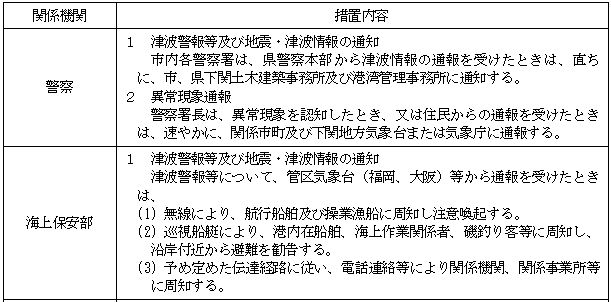 関係機関　措置内容
警察
１　津波警報等及び地震・津波情報の通知
市内各警察署は、県警察本部から津波情報の通報を受けたときは、直ち
に、市、県下関土木建築事務所及び港湾管理事務所に通知する。
２　異常現象通報
警察署長は、異常現象を認知したとき、又は住民からの通報を受けたとき
は、速やかに、関係市町及び下関地方気象台または気象庁に通報する。
海上保安部
１　津波警報等及び地震・津波情報の通知
津波警報等について、管区気象台（福岡、大阪）等から通報を受けたとき
は、
(1) 無線により、航行船舶及び操業漁船に周知し注意喚起する。
(2) 巡視船艇により、港内在船舶、海上作業関係者、磯釣り客等に周知し、
沿岸付近から避難を勧告する。
(3) 予め定めた伝達経路に従い、電話連絡等により関係機関、関係事業所等
に周知する。